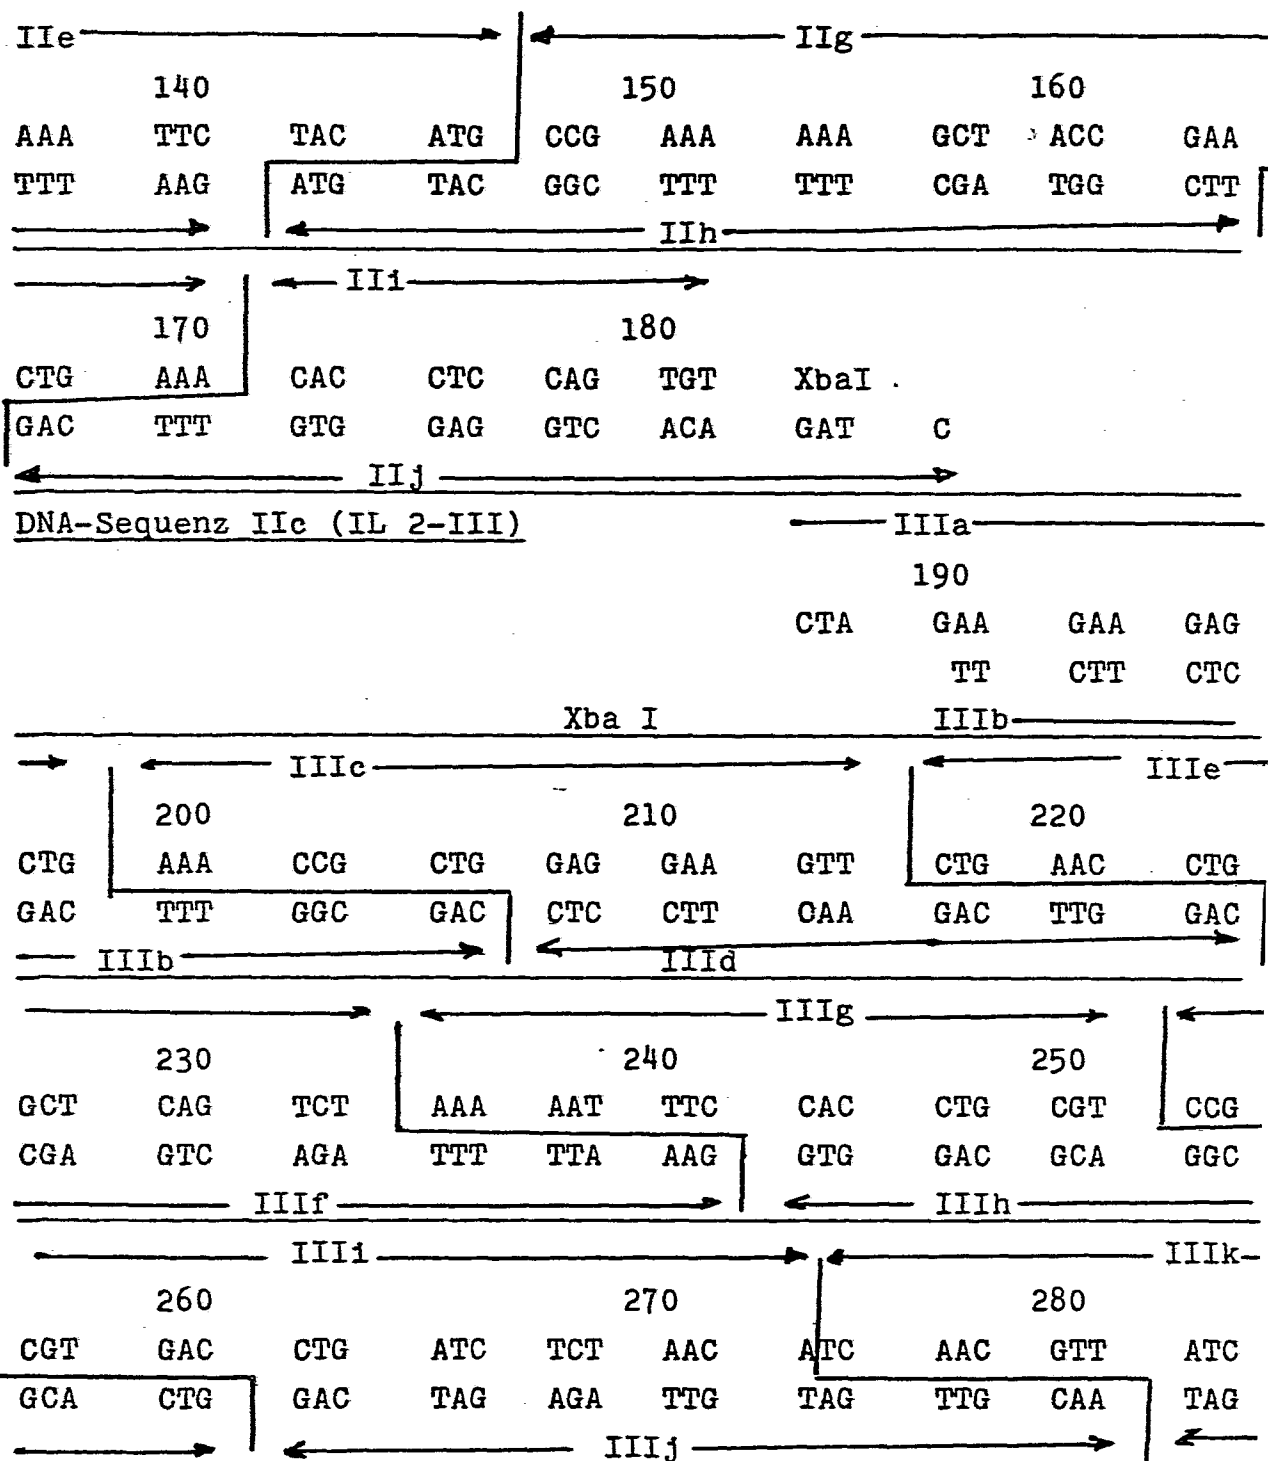 IIe IIg
140 150 160
AAA TTC TAC ATG CCG AAA AAA GCT ACC GAA
TTT AAG ATG TAC GGC TTT TTT CGA TGG CTT
IIh
IIi
170 180
CTG AAA CAC CTC CAG TGT XbaI
GAC TTT GTG GAG GTC ACA GAT C
IIj
DNA-Sequenz IIc (IL 2-III) IIIa
190
CTA GAA GAA GAG
TT CTT CTC
Xba I IIIb
IIIc IIIe
200 210 220
CTG AAA CCG CTG GAG GAA GTT CTG AAC CTG
GAC TTT GGC GAC CTC CTT CAA GAC TTG GAC
IIIb IIId
IIIg
230 240 250
GCT CAG TCT AAA AAT TTC CAC CTG CGT CCG
CGA GTC AGA TTT TTA AAG GTG GAC GCA GGC
IIIf IIIh
IIIi IIIk
260 270 280
CGT GAC CTG ATC TCT AAC ATC AAC GTT ATC
GCA CTG GAC TAG AGA TTG TAG TTG CAA TAG
IIIj